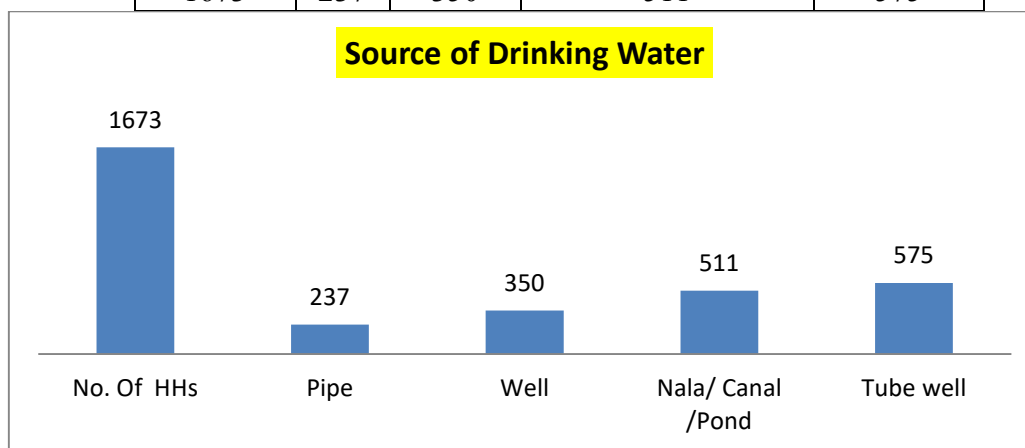 Source of Drinking Water
1673
237
350
511
575
No. Of HHs
Pipe
Well
Nala/ Canal
/Pond
Tube well